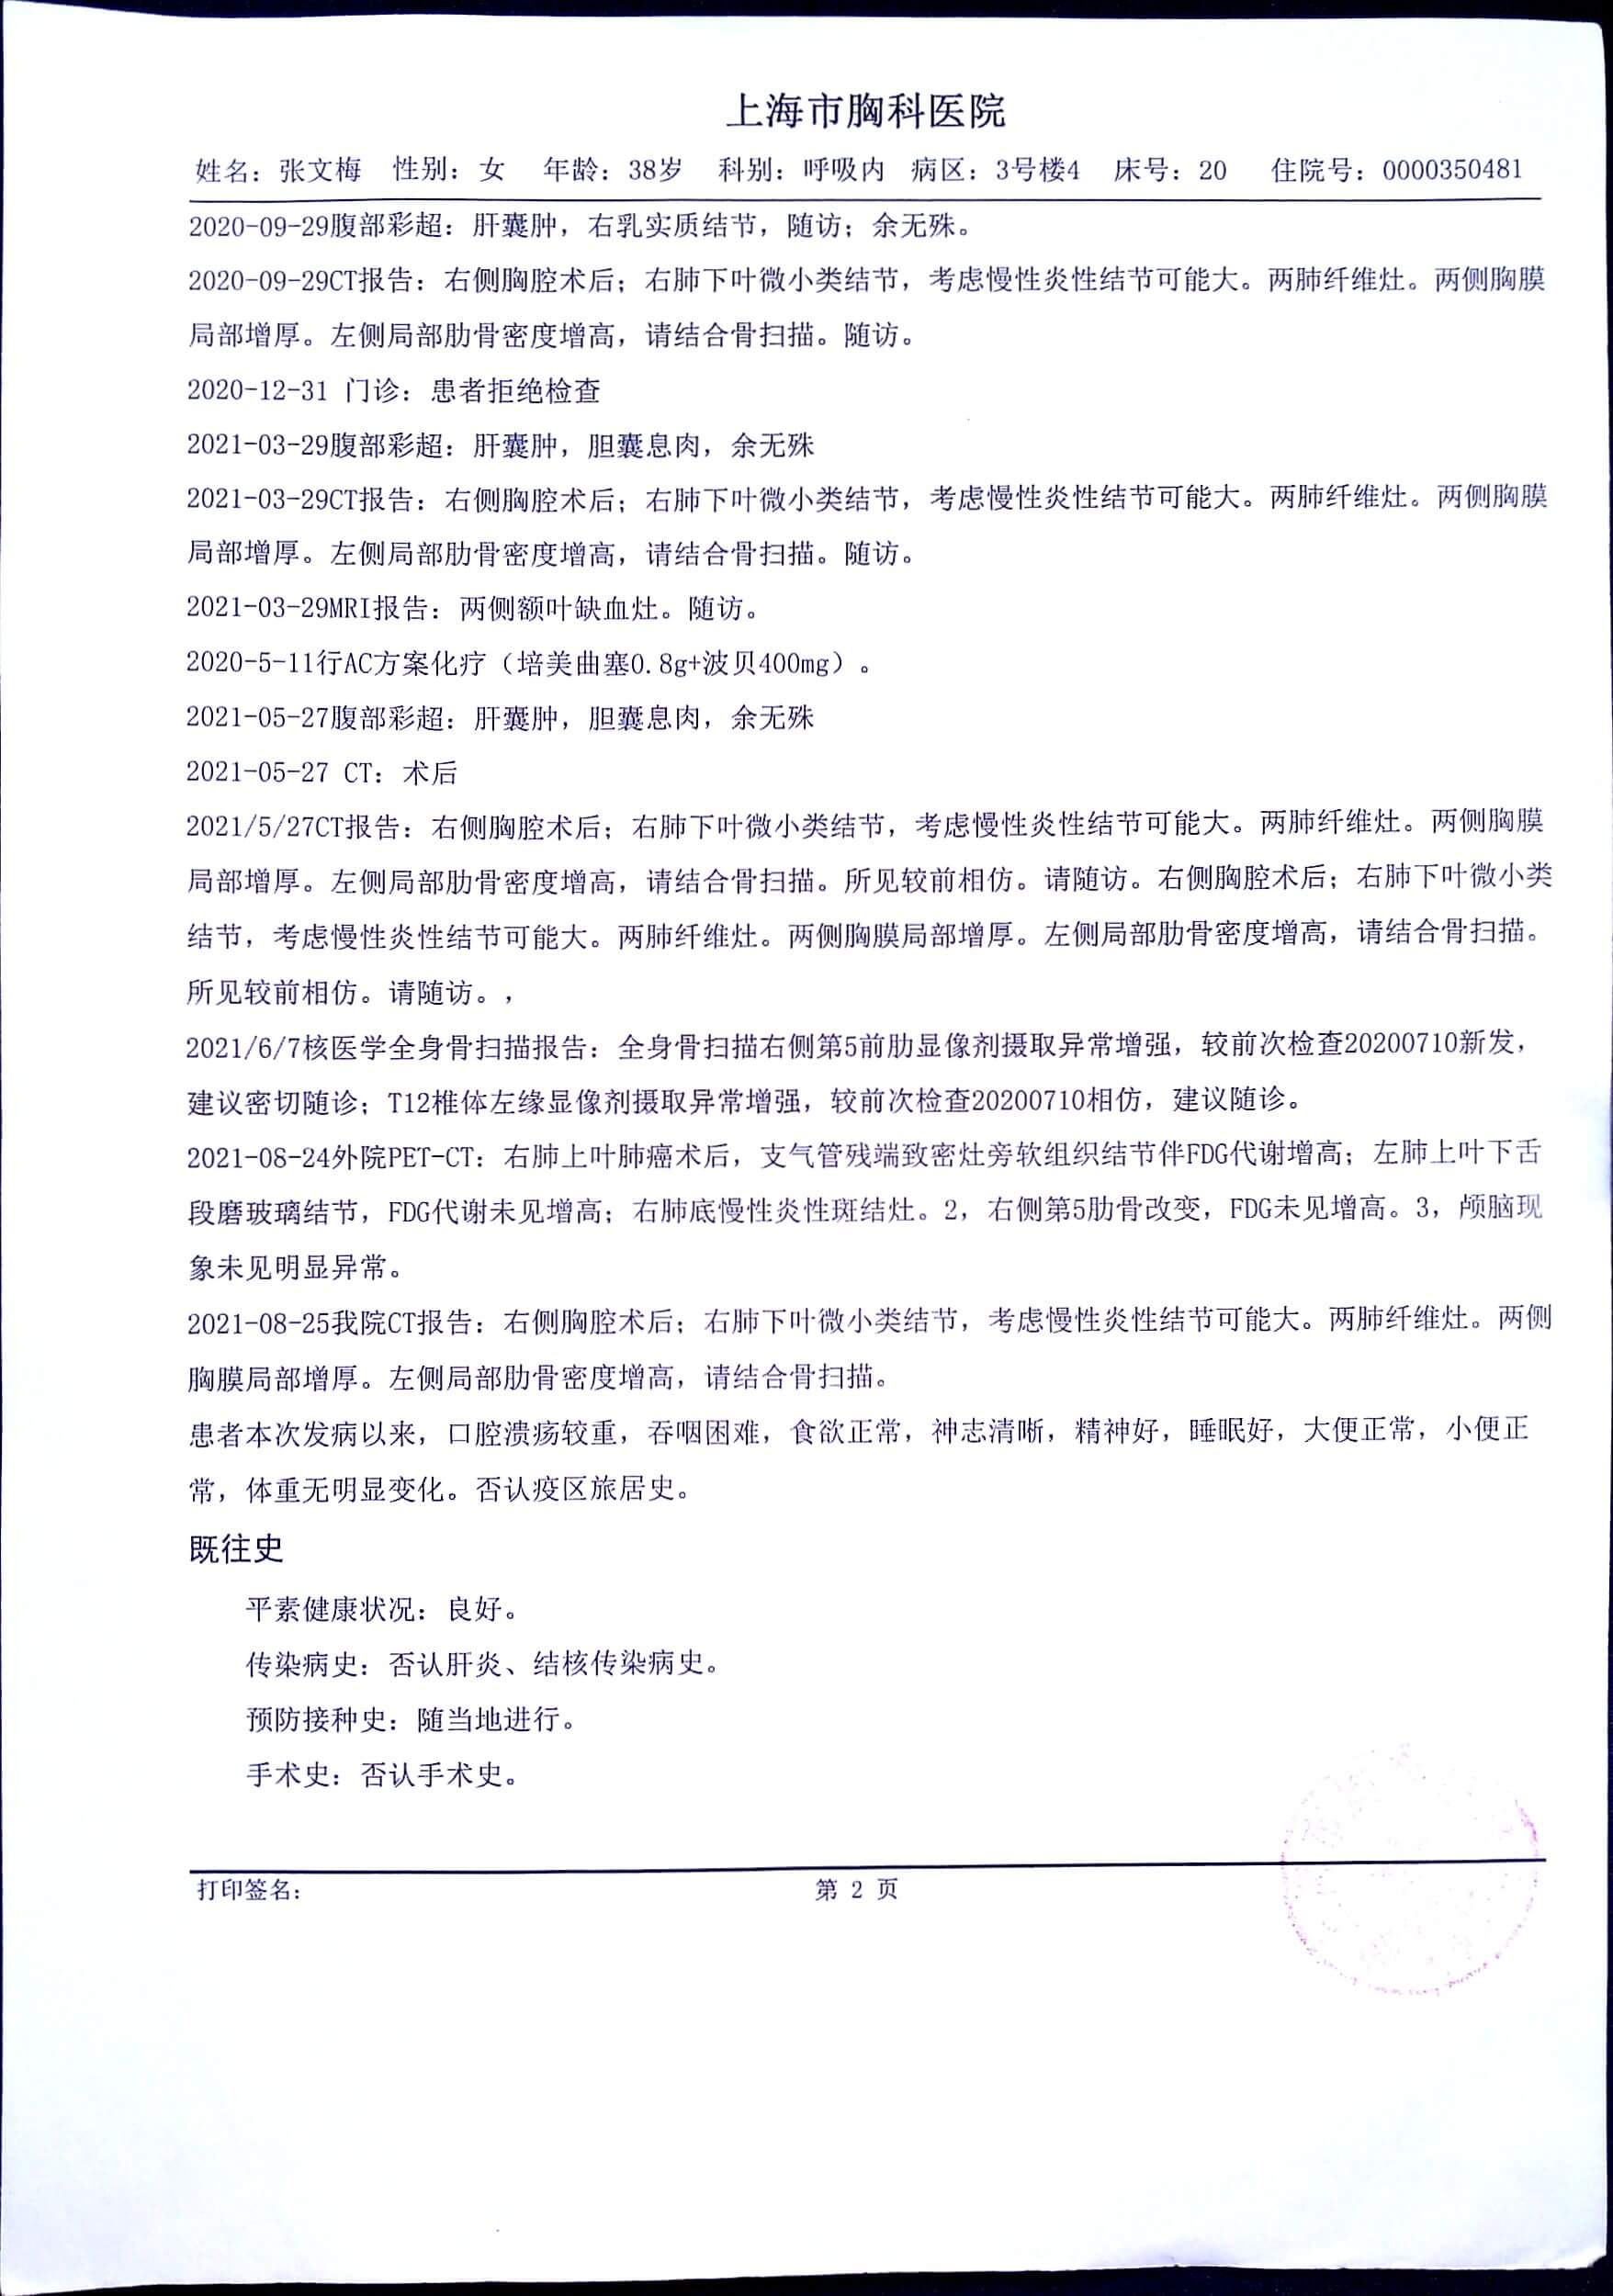 上海市胸科医院
姓名：张文梅 性别：女 年龄：38岁 科别：呼吸内 病区：3号楼4 床号：20 住院号：0000350481
2020-09-29腹部彩超：肝囊肿，右乳实质结节，随访；余无殊。
2020-09-29CT报告：右侧胸腔术后；右肺下叶微小类结节，考虑慢性炎性结节可能大。两肺纤维灶。两侧胸膜
局部增厚。左侧局部肋骨密度增高，请结合骨扫描。随访。
2020-12-31 门诊：患者拒绝检查
2021-03-29腹部彩超：肝囊肿，胆囊息肉，余无殊
2021-03-29CT报告：右侧胸腔术后；右肺下叶微小类结节，考虑慢性炎性结节可能大。两肺纤维灶。两侧胸膜
局部增厚。左侧局部肋骨密度增高，请结合骨扫描。随访。
2021-03-29MRI报告：两侧额叶缺血灶。随访。
2020-5-11行AC方案化疗（培美曲塞0.8g+波贝400mg）。
2021-05-27腹部彩超：肝囊肿，胆囊息肉，余无殊
2021-05-27 CT：术后
2021/5/27CT报告：右侧胸腔术后；右肺下叶微小类结节，考虑慢性炎性结节可能大。两肺纤维灶。两侧胸膜
局部增厚。左侧局部肋骨密度增高，请结合骨扫描。所见较前相仿。请随访。右侧胸腔术后；右肺下叶微小类
结节，考虑慢性炎性结节可能大。两肺纤维灶。两侧胸膜局部增厚。左侧局部肋骨密度增高，请结合骨扫描。
所见较前相仿。请随访。，
2021/6/7核医学全身骨扫描报告：全身骨扫描右侧第5前肋显像剂摄取异常增强，较前次检查20200710新发，
建议密切随诊；T12椎体左缘显像剂摄取异常增强，较前次检查20200710相仿，建议随诊。
2021-08-24外院PET-CT：右肺上叶肺癌术后，支气管残端致密灶旁软组织结节伴FDG代谢增高；左肺上叶下舌
段磨玻璃结节，FDG代谢未见增高；右肺底慢性炎性斑结灶。2，右侧第5肋骨改变，FDG未见增高。3，颅脑现
象未见明显异常。
2021-08-25我院CT报告：右侧胸腔术后；右肺下叶微小类结节，考虑慢性炎性结节可能大。两肺纤维灶。两侧
胸膜局部增厚。左侧局部肋骨密度增高，请结合骨扫描。
患者本次发病以来，口腔溃疡较重，吞咽困难，食欲正常，神志清晰，精神好，睡眠好，大便正常，小便正
常，体重无明显变化。否认疫区旅居史。
既往史
平素健康状况：良好。
传染病史：否认肝炎、结核传染病史。
预防接种史：随当地进行。
手术史：否认手术史。
打印签名：
第 2 页